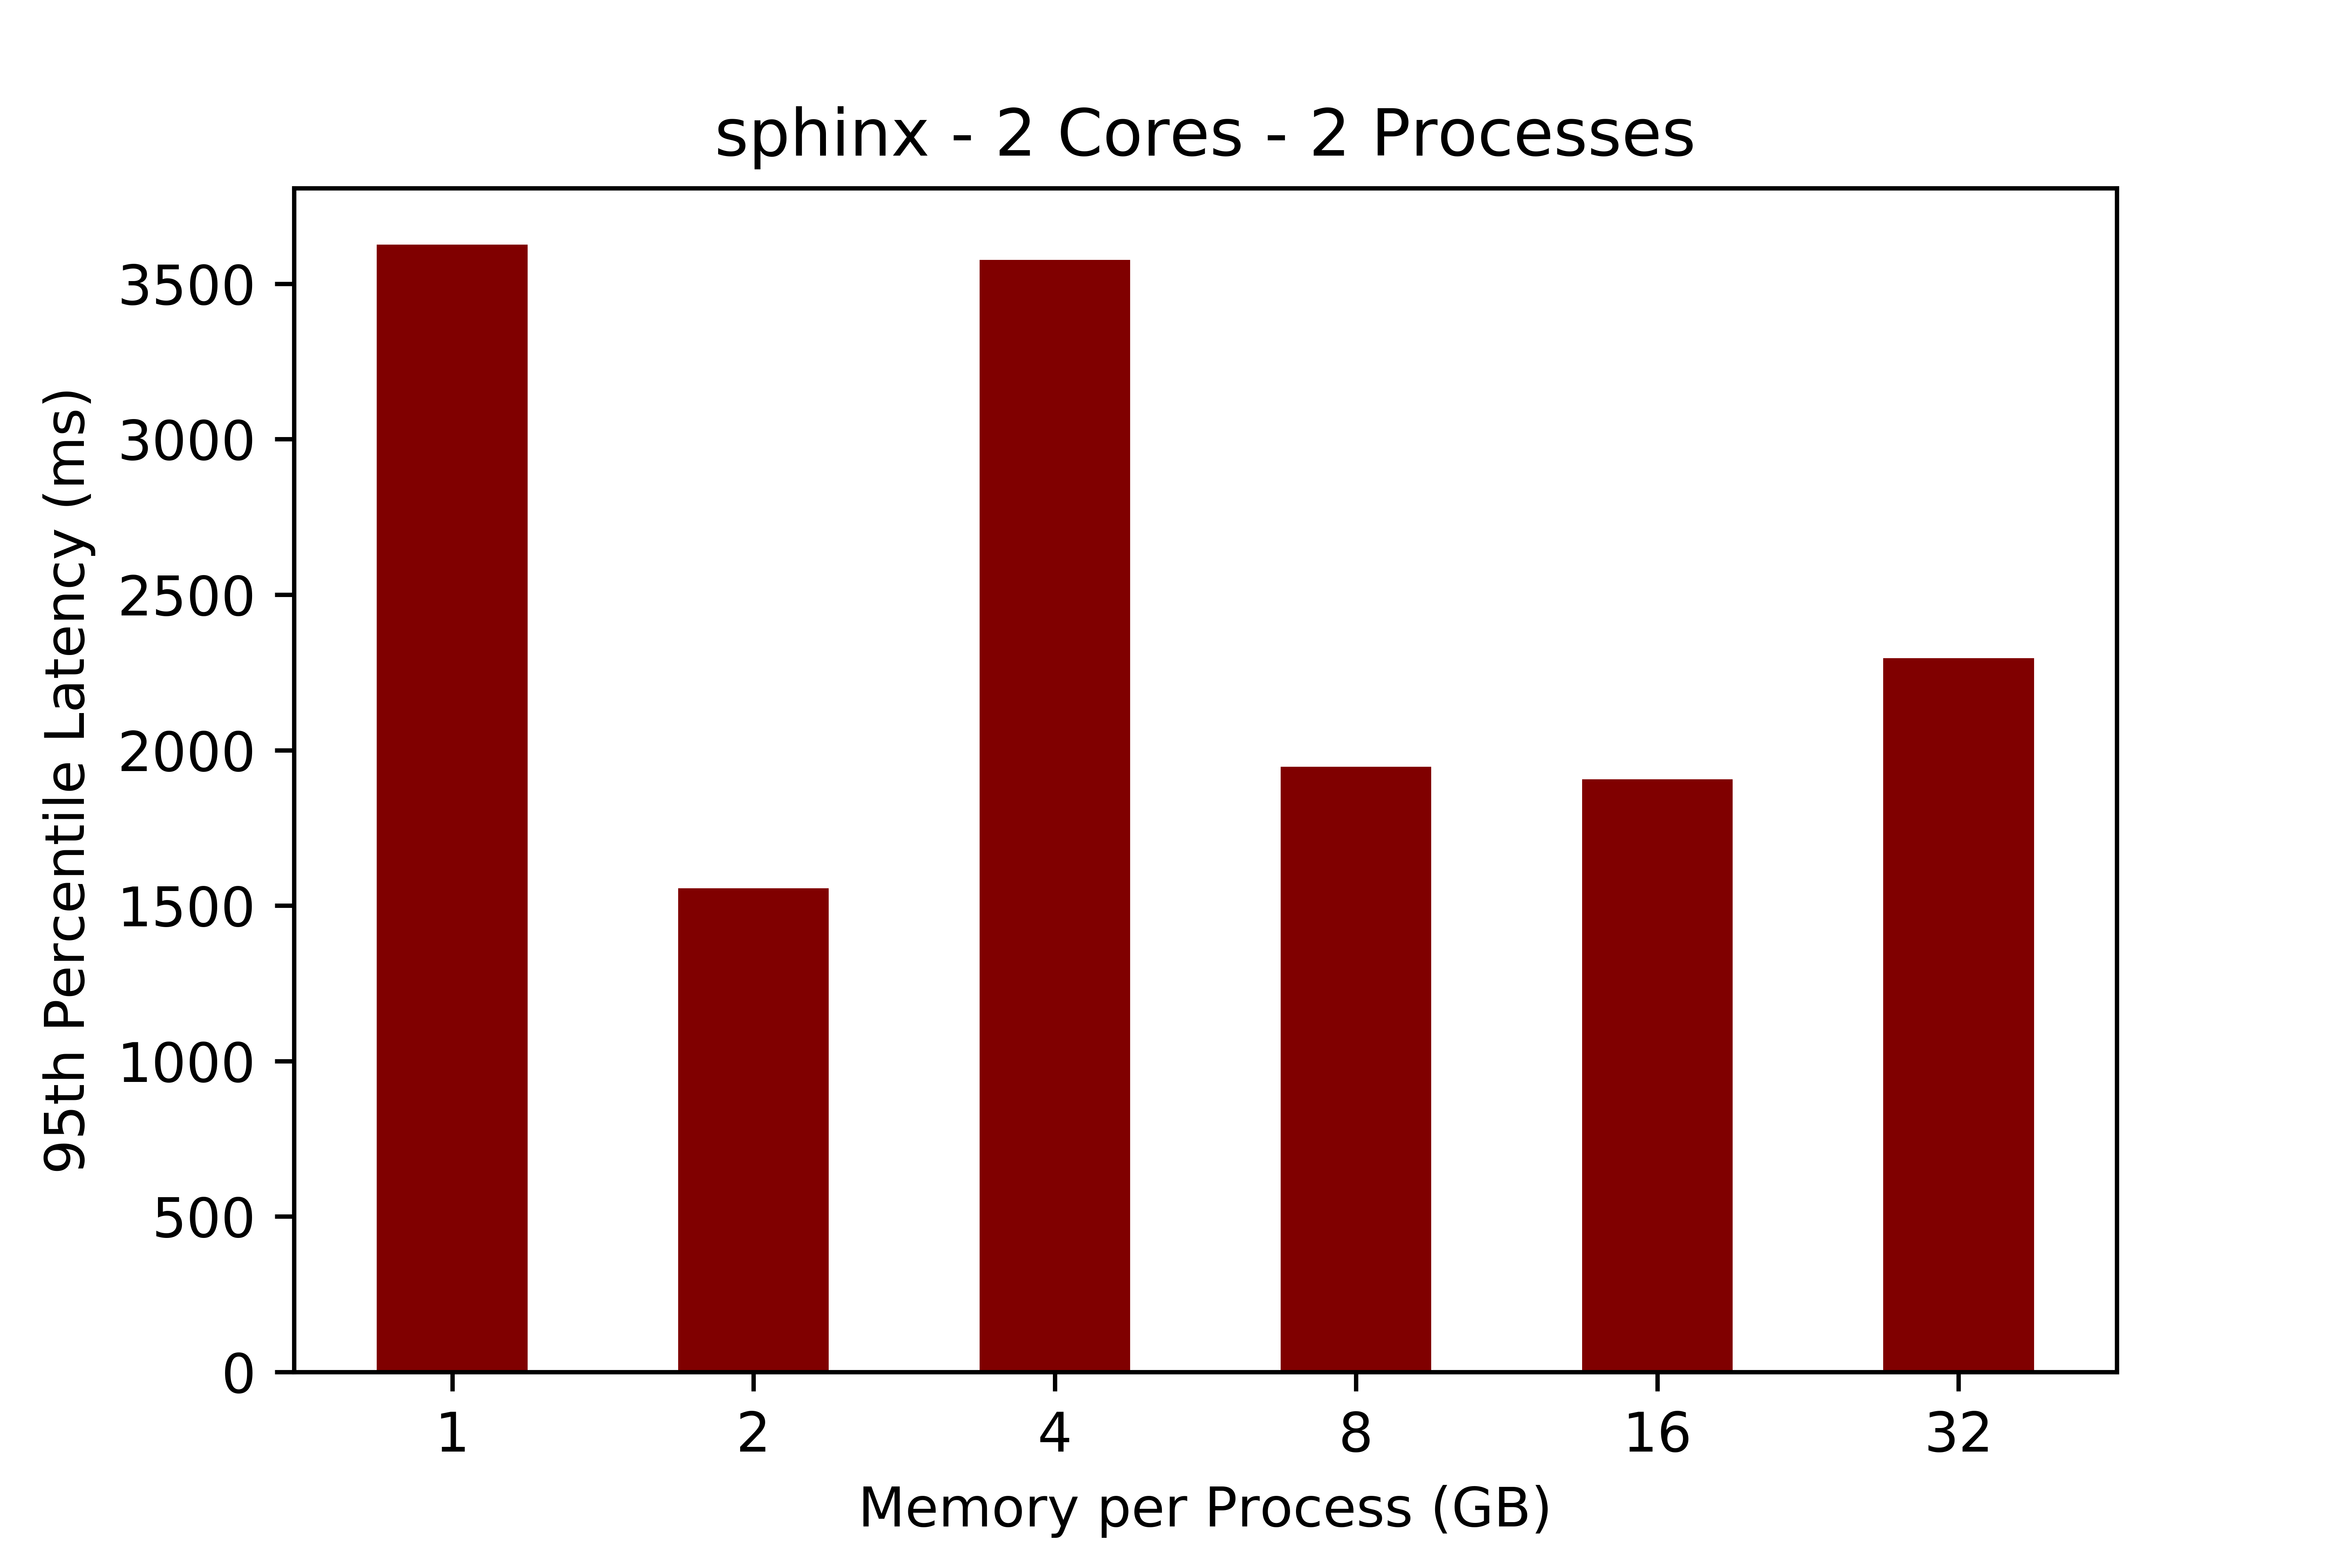 sphinx - 2 Cores - 2 Processes
95th Percentile Latency (ms)
3500
3000
2500
2000
1500
1000
500
0
1 2 4 8 16 32
Memory per Process (GB)